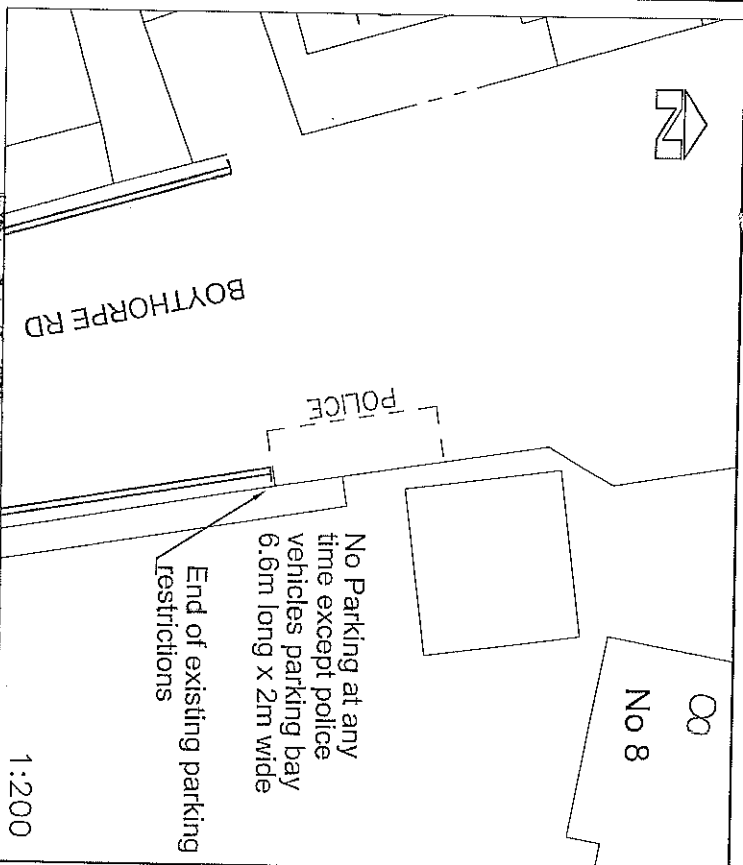 N
BOYTHORPE RD
POLICE
8
No 8
No Parking at any
time except police
vehicles parking bay
6.6m long x 2m wide
End of existing parking
restrictions
1:200